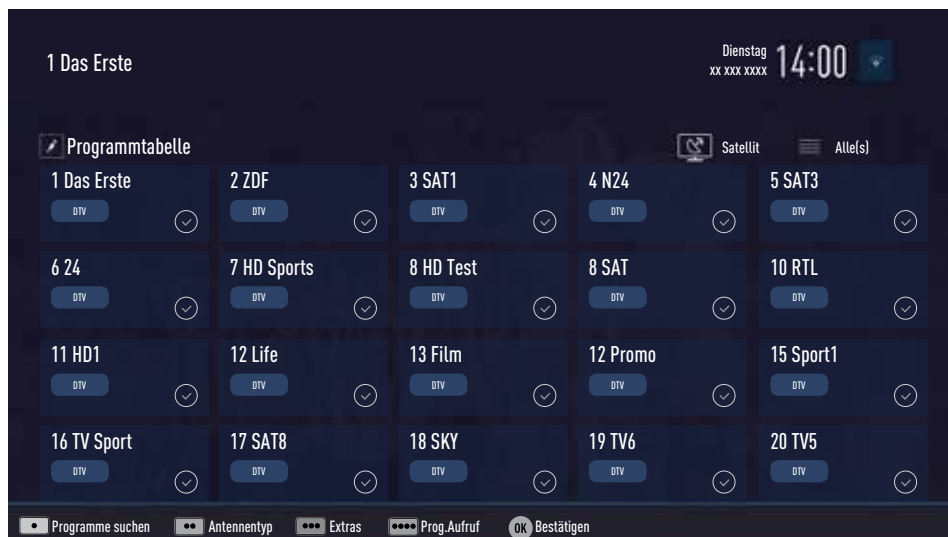 1 Das Erste
Dienstag
xx xxx xxxx
14:00
Programmtabelle
Satellit
Alle(s)
1 Das Erste
2 ZDF
3 SAT1
4 N24
5 SAT3
DTV
DTV
DTV
DTV
DTV
6 24
7 HD Sports
8 HD Test
8 SAT
10 RTL
DTV
DTV
DTV
DTV
DTV
11 HD1
12 Life
13 Film
12 Promo
15 Sport1
DTV
DTV
DTV
DTV
DTV
16 TV Sport
17 SAT8
18 SKY
19 TV6
20 TV5
DTV
DTV
DTV
DTV
DTV
Programme suchen
Antennentyp
Extras
Prog.Aufruf
OK Bestätigen